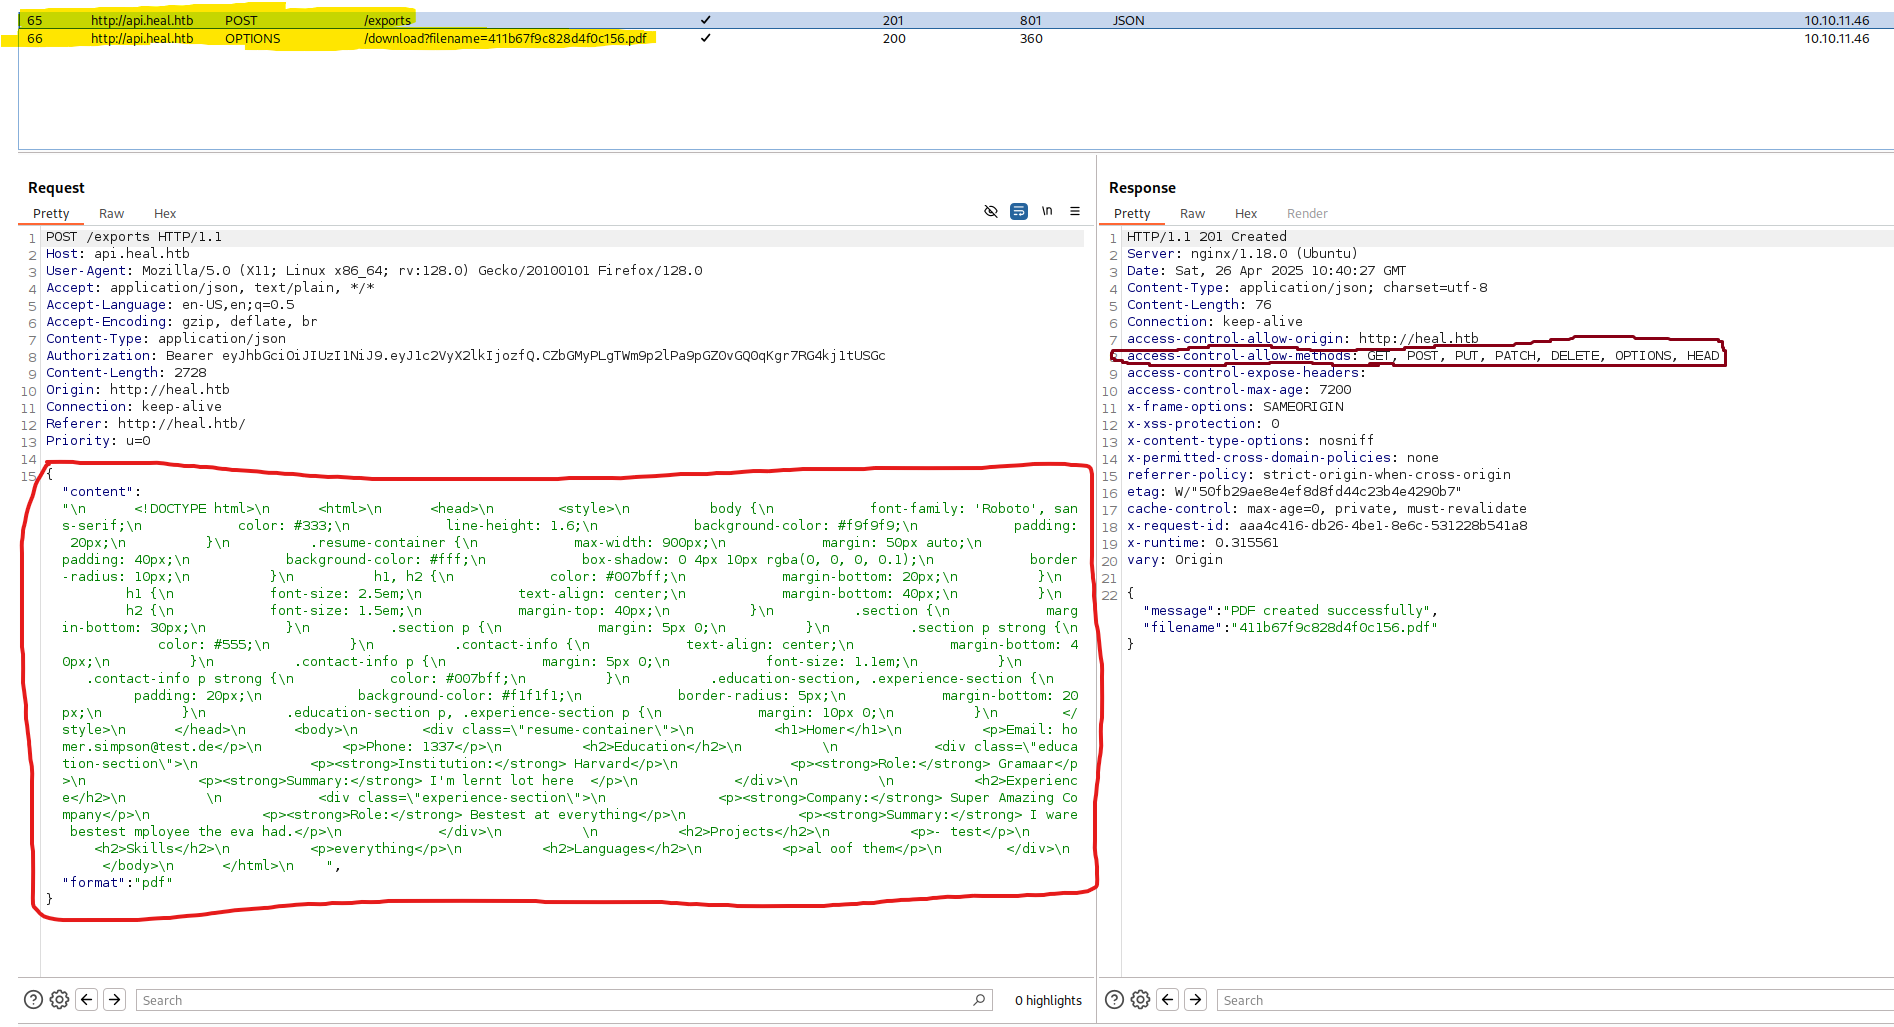 65 http://api.heal.htb POST /exports ✓ 201 801 JSON 10.10.11.46
66 http://api.heal.htb OPTIONS /download?filename=411b67f9c828d4f0c156.pdf ✓ 200 360 10.10.11.46
Request
Pretty Raw Hex
\n
1 POST /exports HTTP/1.1
2 Host: api.heal.htb
3 User-Agent: Mozilla/5.0 (X11; Linux x86_64; rv:128.0) Gecko/20100101 Firefox/128.0
4 Accept: application/json, text/plain, */*
5 Accept-Language: en-US,en;q=0.5
6 Accept-Encoding: gzip, deflate, br
7 Content-Type: application/json
8 Authorization: Bearer eyJhbGciOiJIUzI1NiJ9.eyJ1c2VyX2lkIjozfQ.CZbGMyPLgTWm9p2lPa9pGZOvGQ0qKgr7RG4kj1tUSGc
9 Content-Length: 2728
10 Origin: http://heal.htb
11 Connection: keep-alive
12 Referer: http://heal.htb/
13 Priority: u=0
14
15 {
"content":
"\n <!DOCTYPE html>\n <html>\n <head>\n <style>\n body {\n font-family: 'Roboto', san
s-serif;\n color: #333;\n line-height: 1.6;\n background-color: #f9f9f9;\n padding:
20px;\n }\n .resume-container {\n max-width: 900px;\n margin: 50px auto;\n
padding: 40px;\n background-color: #fff;\n box-shadow: 0 4px 10px rgba(0, 0, 0, 0.1);\n border
-radius: 10px;\n }\n h1, h2 {\n color: #007bff;\n margin-bottom: 20px;\n }\n
h1 {\n font-size: 2.5em;\n text-align: center;\n margin-bottom: 40px;\n }\n
h2 {\n font-size: 1.5em;\n margin-top: 40px;\n }\n .section {\n marg
in-bottom: 30px;\n }\n .section p {\n margin: 5px 0;\n }\n .section p strong {\n
color: #555;\n }\n .contact-info {\n text-align: center;\n margin-bottom: 4
0px;\n }\n .contact-info p {\n margin: 5px 0;\n font-size: 1.1em;\n }\n
.contact-info p strong {\n color: #007bff;\n }\n .education-section, .experience-section {\n
padding: 20px;\n background-color: #f1f1f1;\n border-radius: 5px;\n margin-bottom: 20
px;\n }\n .education-section p, .experience-section p {\n margin: 10px 0;\n }\n </
style>\n </head>\n <body>\n <div class=\"resume-container\">\n <h1>Homer</h1>\n <p>Email: ho
mer.simpson@test.de</p>\n <p>Phone: 1337</p>\n <h2>Education</h2>\n \n <div class=\"educa
tion-section\">\n <p><strong>Institution:</strong> Harvard</p>\n <p><strong>Role:</strong> Gramaar</p
>\n <p><strong>Summary:</strong> I'm lernt lot here </p>\n </div>\n \n <h2>Experienc
e</h2>\n \n <div class=\"experience-section\">\n <p><strong>Company:</strong> Super Amazing Co
mpany</p>\n <p><strong>Role:</strong> Bestest at everything</p>\n <p><strong>Summary:</strong> I ware
bestest mployee the eva had.</p>\n </div>\n \n <h2>Projects</h2>\n <p>- test</p>\n
<h2>Skills</h2>\n <p>everything</p>\n <h2>Languages</h2>\n <p>al oof them</p>\n </div>\n
</body>\n </html>\n ",
"format":"pdf"
}
Search 0 highlights
Response
Pretty Raw Hex Render
1 HTTP/1.1 201 Created
2 Server: nginx/1.18.0 (Ubuntu)
3 Date: Sat, 26 Apr 2025 10:40:27 GMT
4 Content-Type: application/json; charset=utf-8
5 Content-Length: 76
6 Connection: keep-alive
7 access-control-allow-origin: http://heal.htb
8 access-control-allow-methods: GET, POST, PUT, PATCH, DELETE, OPTIONS, HEAD
9 access-control-expose-headers:
10 access-control-max-age: 7200
11 x-frame-options: SAMEORIGIN
12 x-xss-protection: 0
13 x-content-type-options: nosniff
14 x-permitted-cross-domain-policies: none
15 referrer-policy: strict-origin-when-cross-origin
16 etag: W/"50fb29ae8e4ef8d8fd44c23b4e4290b7"
17 cache-control: max-age=0, private, must-revalidate
18 x-request-id: aaa4c416-db26-4be1-8e6c-531228b541a8
19 x-runtime: 0.315561
20 vary: Origin
21
22 {
"message":"PDF created successfully",
"filename":"411b67f9c828d4f0c156.pdf"
}
Search